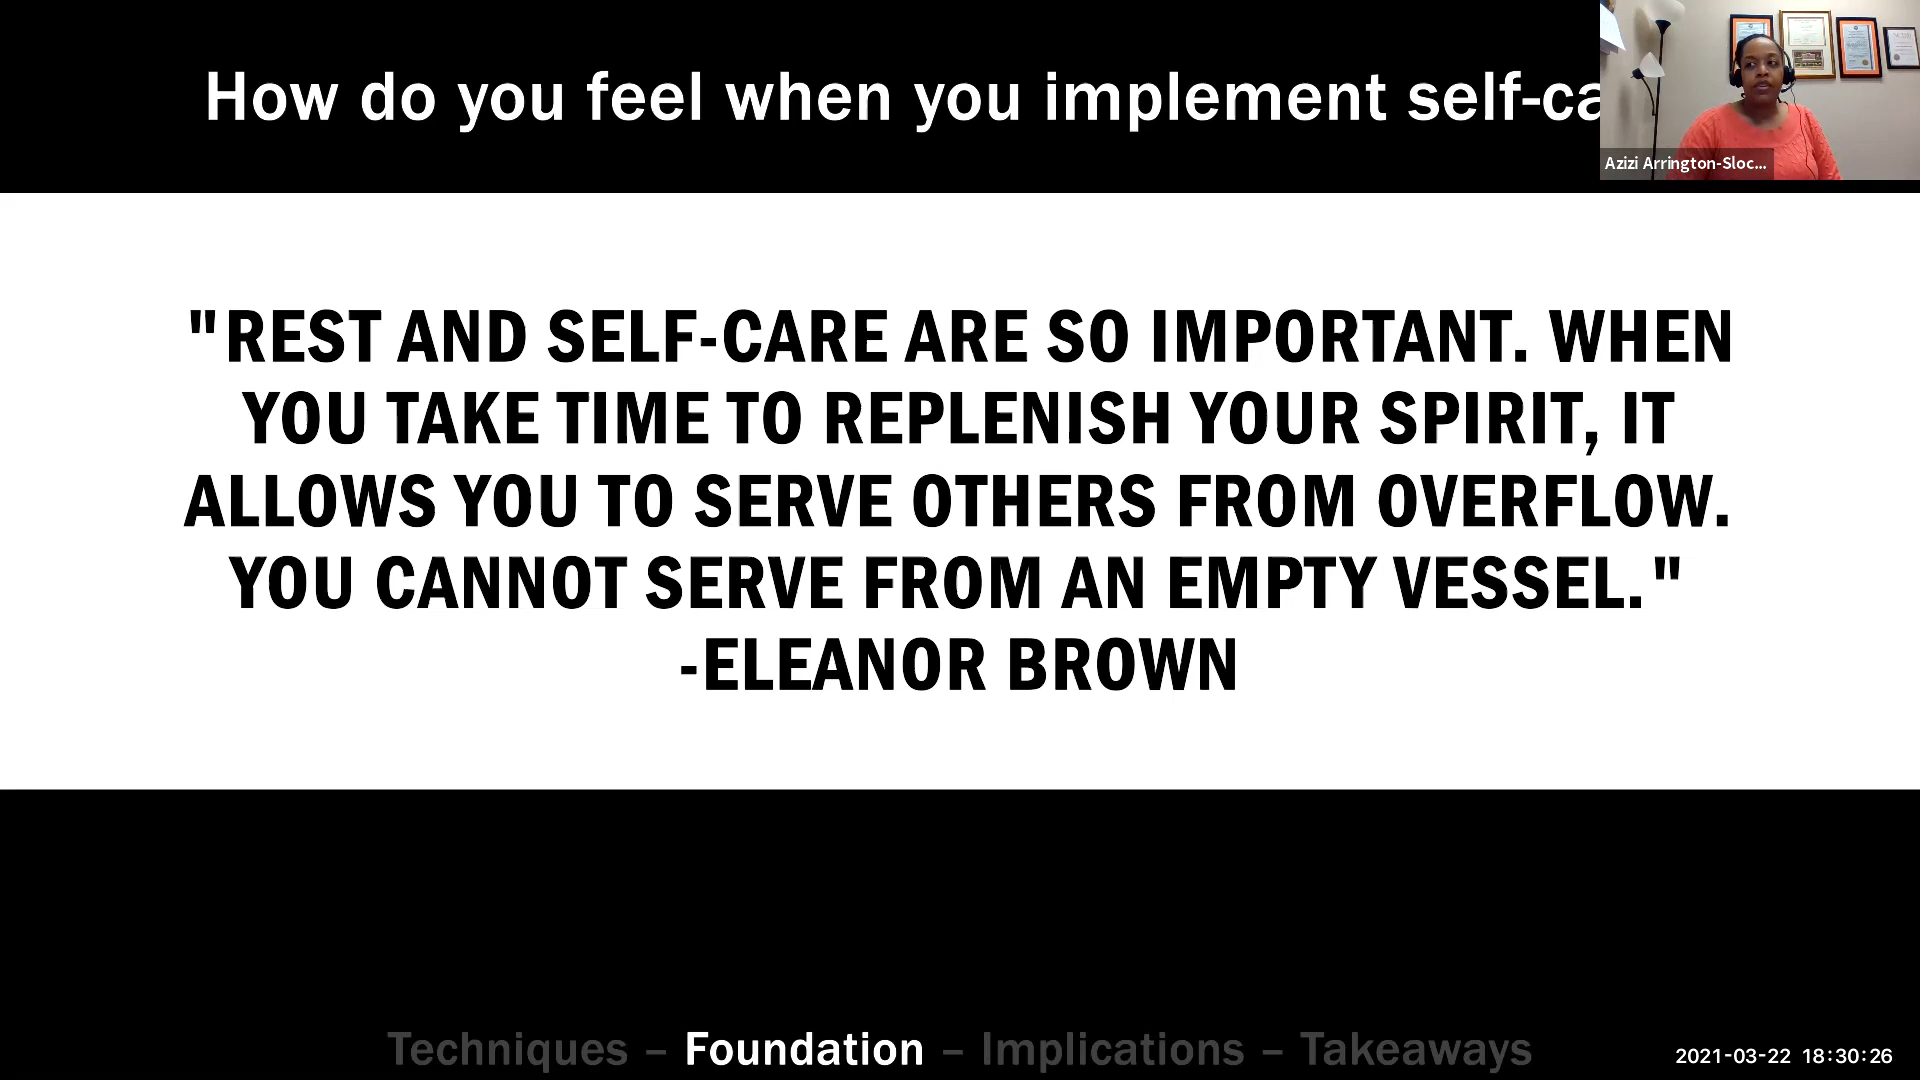 How do you feel when you implement self-ca
Azizi Arrington-Sloc...
"REST AND SELF-CARE ARE SO IMPORTANT. WHEN
YOU TAKE TIME TO REPLENISH YOUR SPIRIT, IT
ALLOWS YOU TO SERVE OTHERS FROM OVERFLOW.
YOU CANNOT SERVE FROM AN EMPTY VESSEL."
-ELEANOR BROWN
Techniques – Foundation – Implications – Takeaways
2021-03-22 18:30:26